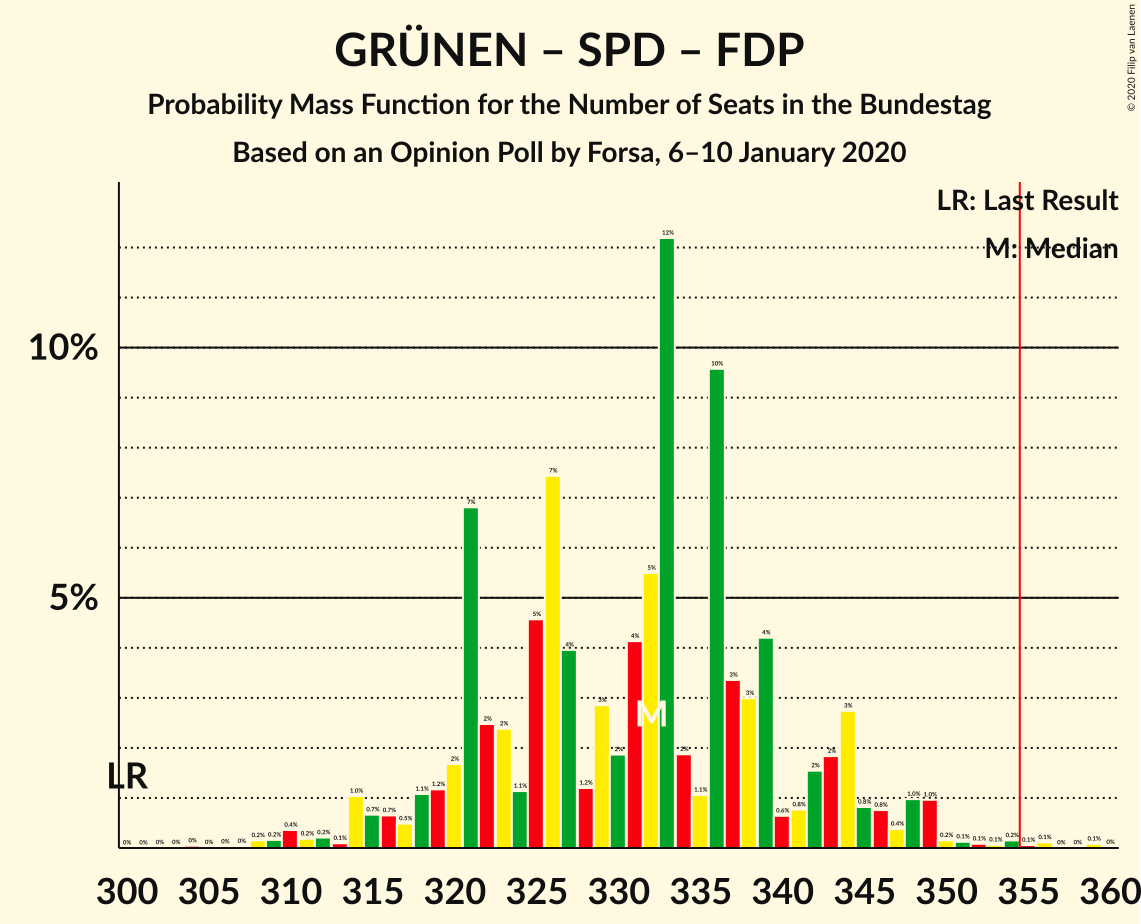 GRÜNEN – SPD – FDP
Probability Mass Function for the Number of Seats in the Bundestag
Based on an Opinion Poll by Forsa, 6–10 January 2020
© 2020 Filip van Laenen
LR: Last Result
M: Median
10%
5%
LR
M
0% 0% 0% 0% 0% 0% 0% 0% 0.2% 0.2% 0.4% 0.2% 0.2% 0.1% 1.0% 0.7% 0.7% 0.5% 1.1% 1.2% 2% 7% 2% 2% 1.1% 5% 7% 4% 1.2% 3% 2% 4% 5% 12% 2% 1.1% 10% 3% 3% 4% 0.6% 0.8% 2% 2% 3% 0.8% 0.8% 0.4% 1.0% 1.0% 0.2% 0.1% 0.1% 0.1% 0.2% 0.1% 0.1% 0% 0% 0.1% 0%
300 305 310 315 320 325 330 335 340 345 350 355 360